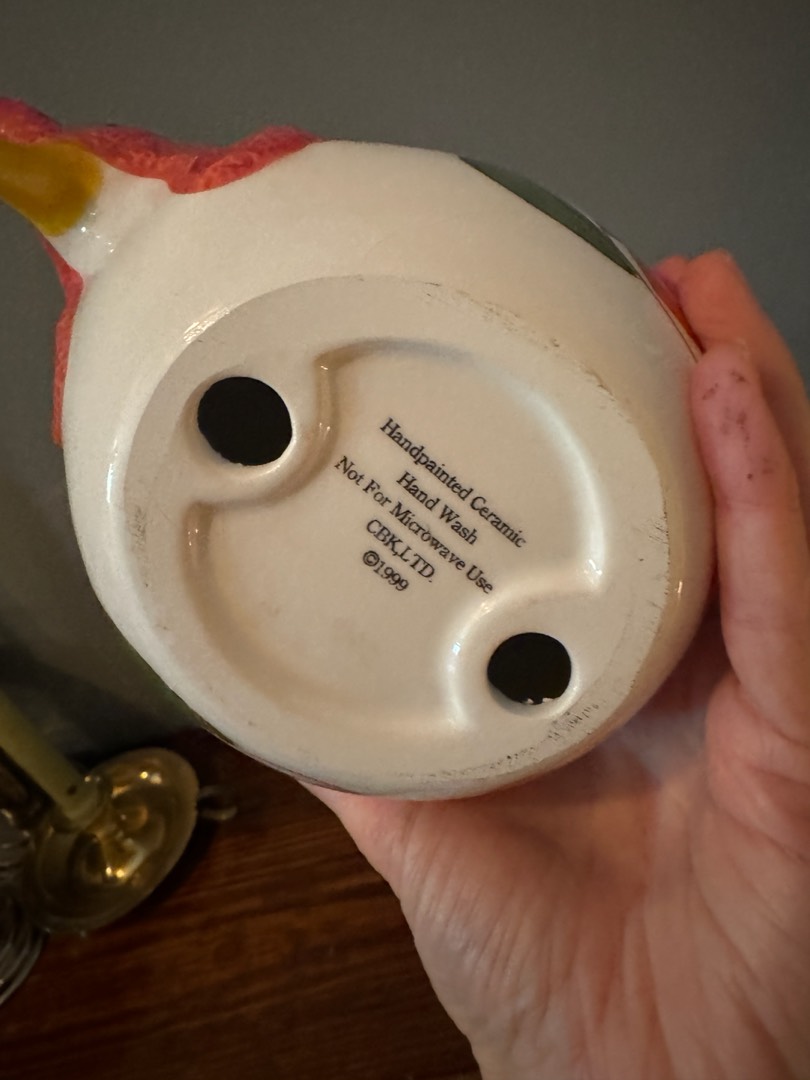 Handpainted Ceramic
Hand Wash
Not For Microwave Use
CBK,LTD.
©1999